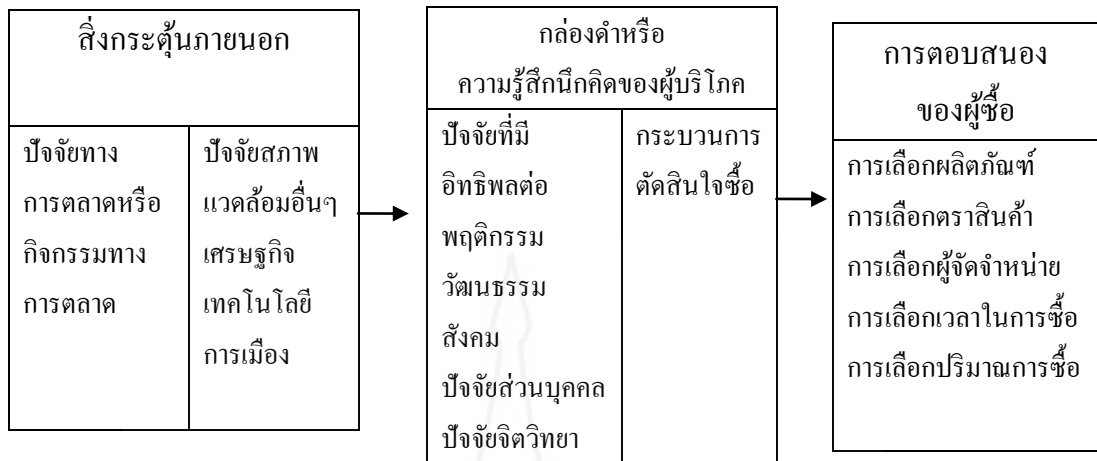 สิ่งกระตุ้นภายนอก
ปัจจัยทาง
การตลาดหรือ
กิจกรรมทาง
การตลาด
ปัจจัยสภาพ
แวดล้อมอื่นๆ
เศรษฐกิจ
เทคโนโลยี
การเมือง
กล่องดำหรือ
ความรู้สึกนึกคิดของผู้บริโภค
ปัจจัยที่มี
อิทธิพลต่อ
พฤติกรรม
วัฒนธรรม
สังคม
ปัจจัยส่วนบุคคล
ปัจจัยจิตวิทยา
กระบวนการ
ตัดสินใจซื้อ
การตอบสนอง
ของผู้ซื้อ
การเลือกผลิตภัณฑ์
การเลือกตราสินค้า
การเลือกผู้จัดจำหน่าย
การเลือกเวลาในการซื้อ
การเลือกปริมาณการซื้อ